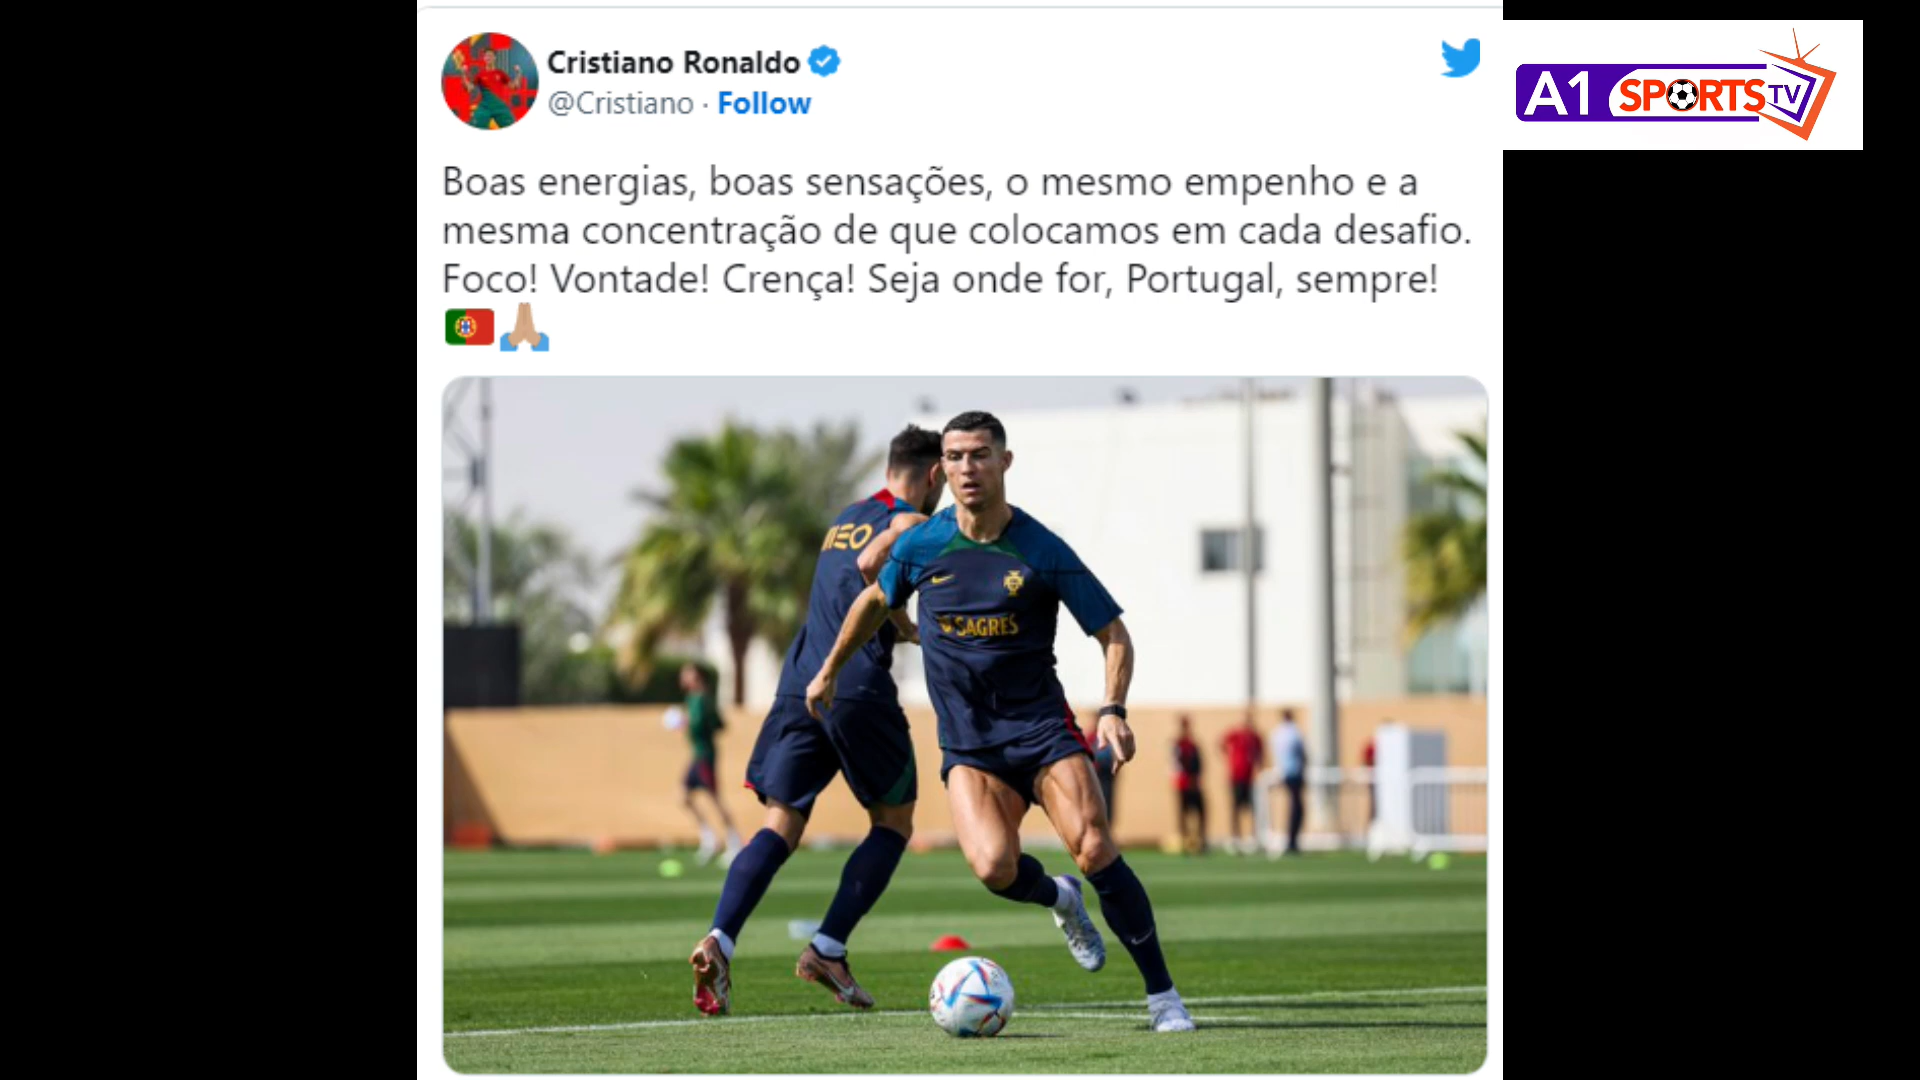 Cristiano Ronaldo
@Cristiano · Follow
A1 SPORTS TV
Boas energias, boas sensações, o mesmo empenho e a
mesma concentração de que colocamos em cada desafio.
Foco! Vontade! Crença! Seja onde for, Portugal, sempre!
MEO
SAGRES